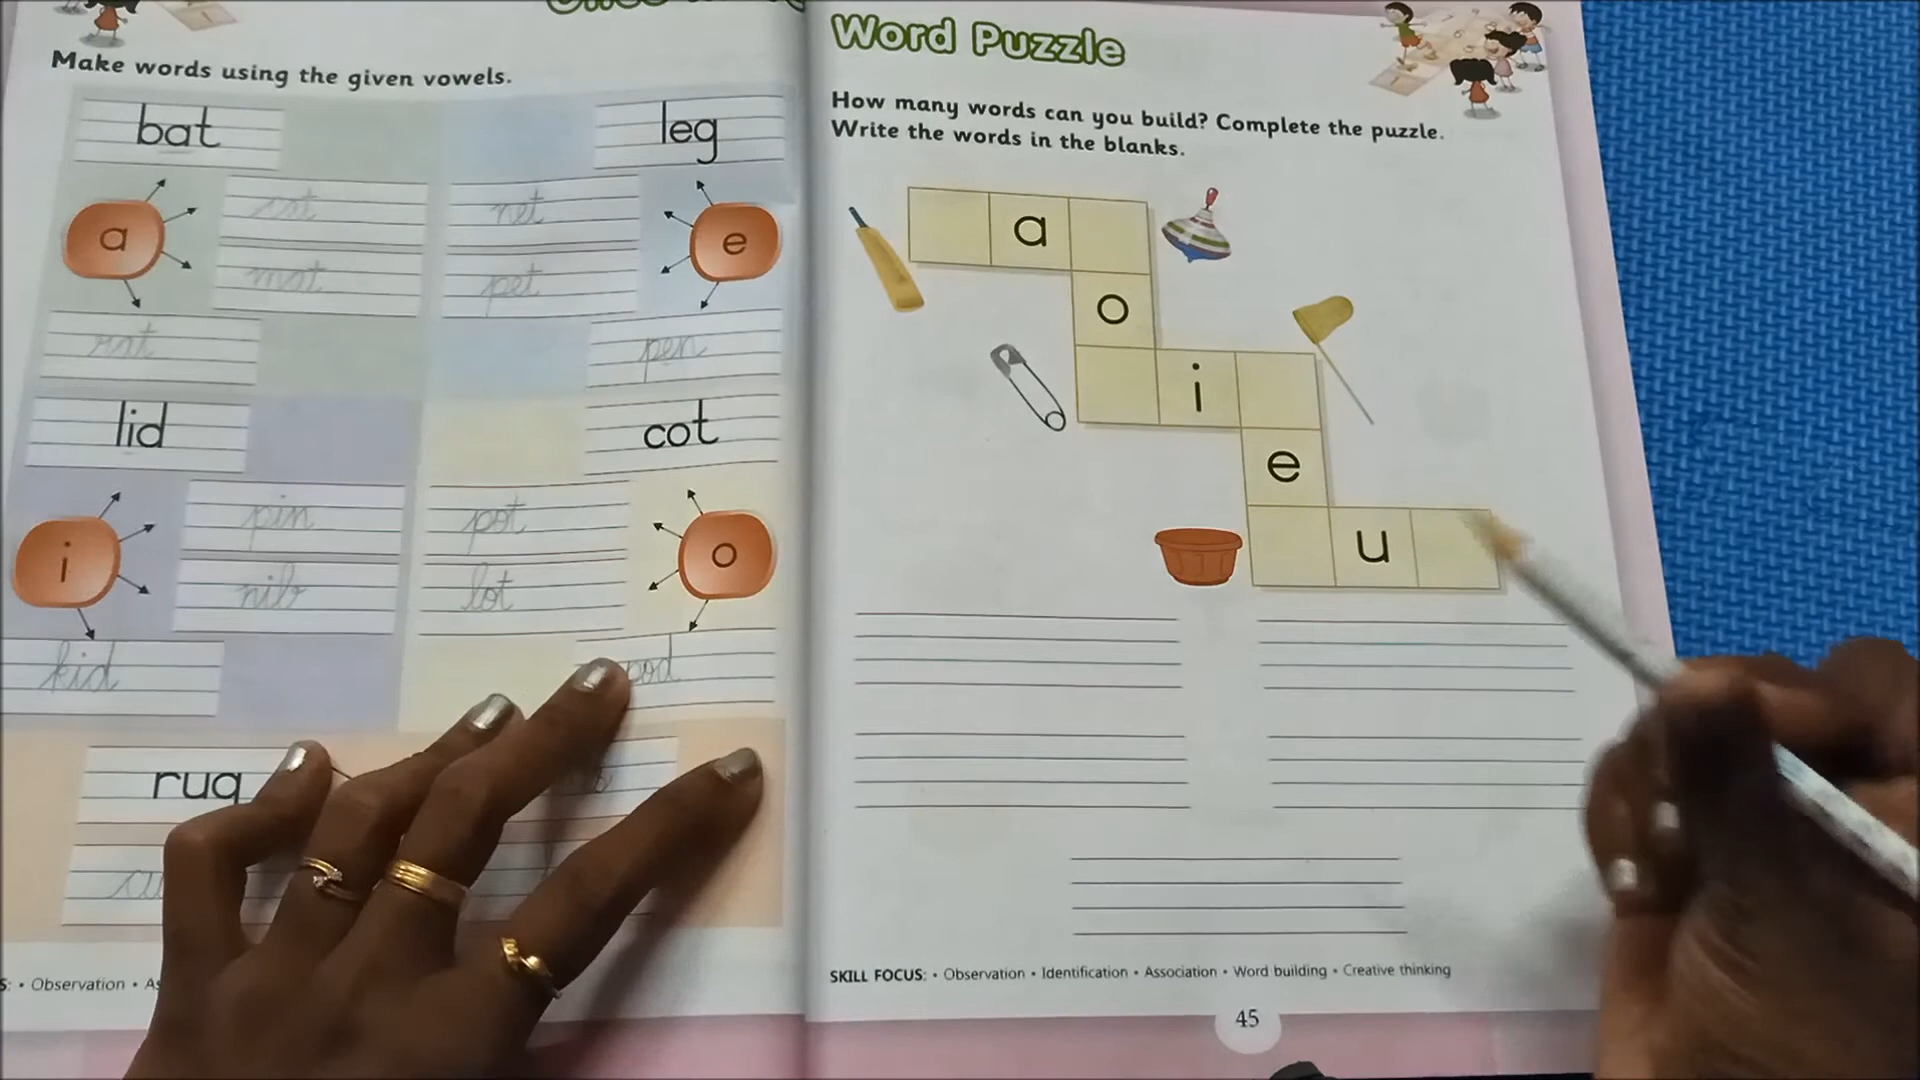 Make words using the given vowels.
bat
leg
a
cat
net
e
mat
pet
rat
pen
lid
cot
i
pin
pot
o
nib
lot
kid
pod
rug
Observation
Word Puzzle
How many words can you build? Complete the puzzle.
Write the words in the blanks.
a
o
i
e
u
SKILL FOCUS: • Observation • Identification • Association • Word building • Creative thinking
45